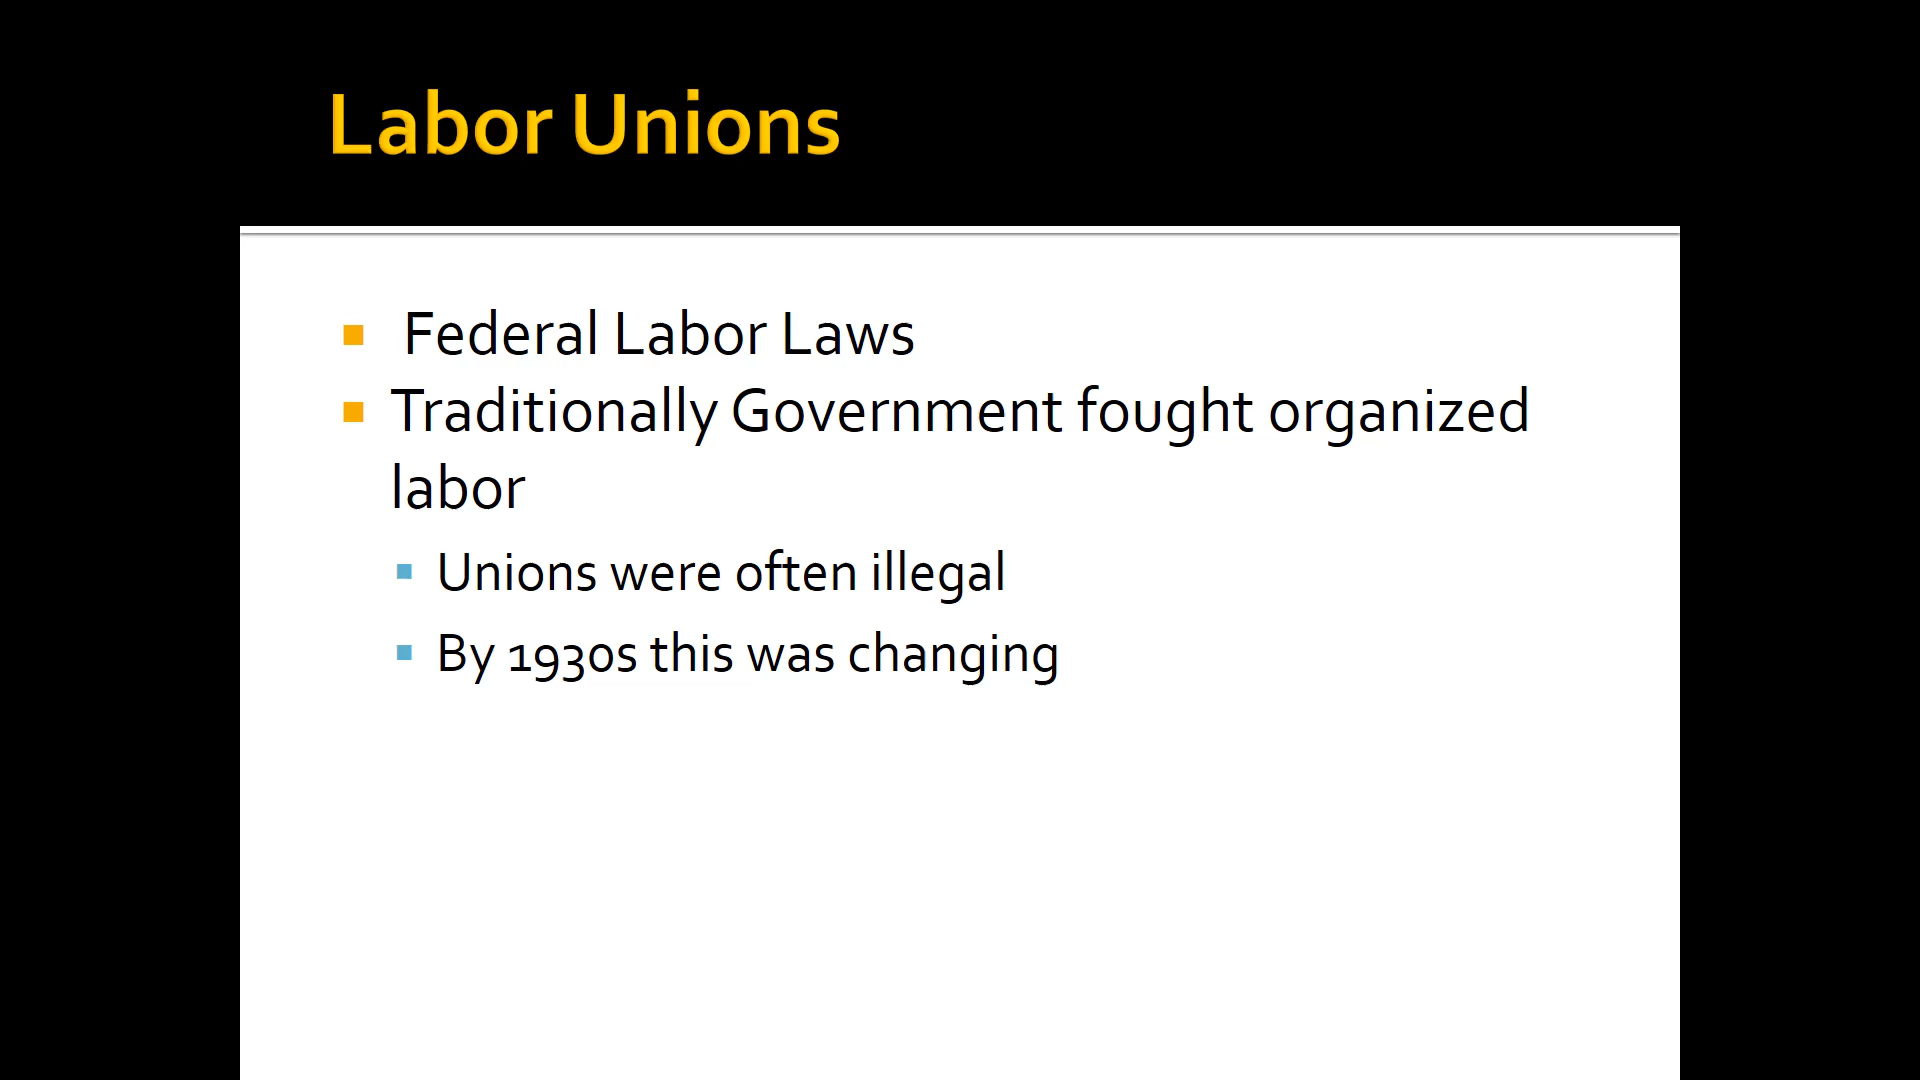 Labor Unions
Federal Labor Laws
Traditionally Government fought organized
labor
Unions were often illegal
By 1930s this was changing